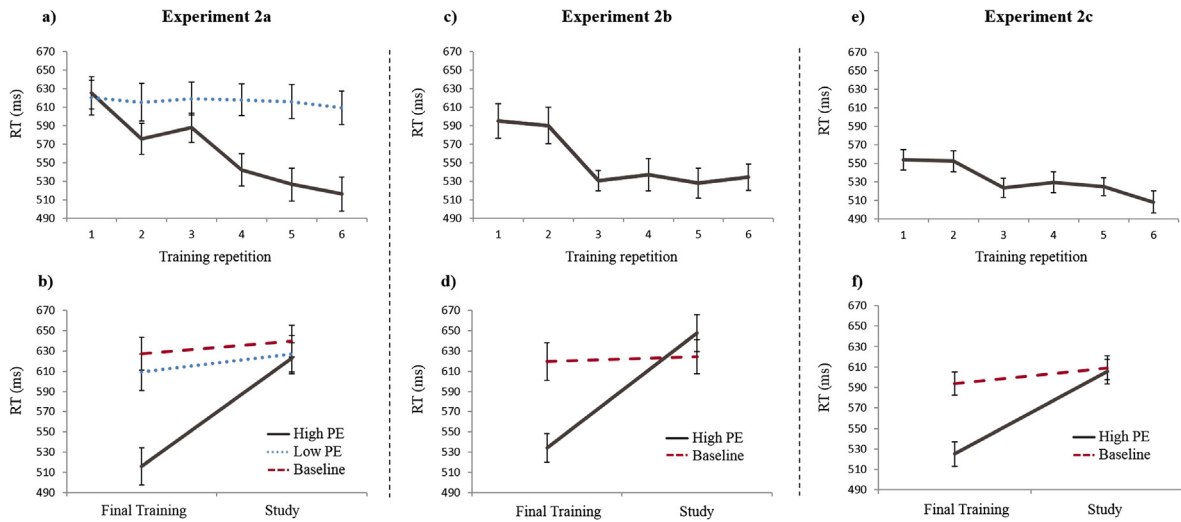 a) Experiment 2a
670
650
630
610
590
570
550
530
510
490
RT (ms)
1 2 3 4 5 6
Training repetition
b)
670
650
630
610
590
570
550
530
510
490
RT (ms)
High PE
Low PE
Baseline
Final Training Study
c) Experiment 2b
670
650
630
610
590
570
550
530
510
490
RT (ms)
1 2 3 4 5 6
Training repetition
d)
670
650
630
610
590
570
550
530
510
490
RT (ms)
High PE
Baseline
Final Training Study
e) Experiment 2c
670
650
630
610
590
570
550
530
510
490
RT (ms)
1 2 3 4 5 6
Training repetition
f)
670
650
630
610
590
570
550
530
510
490
RT (ms)
High PE
Baseline
Final Training Study